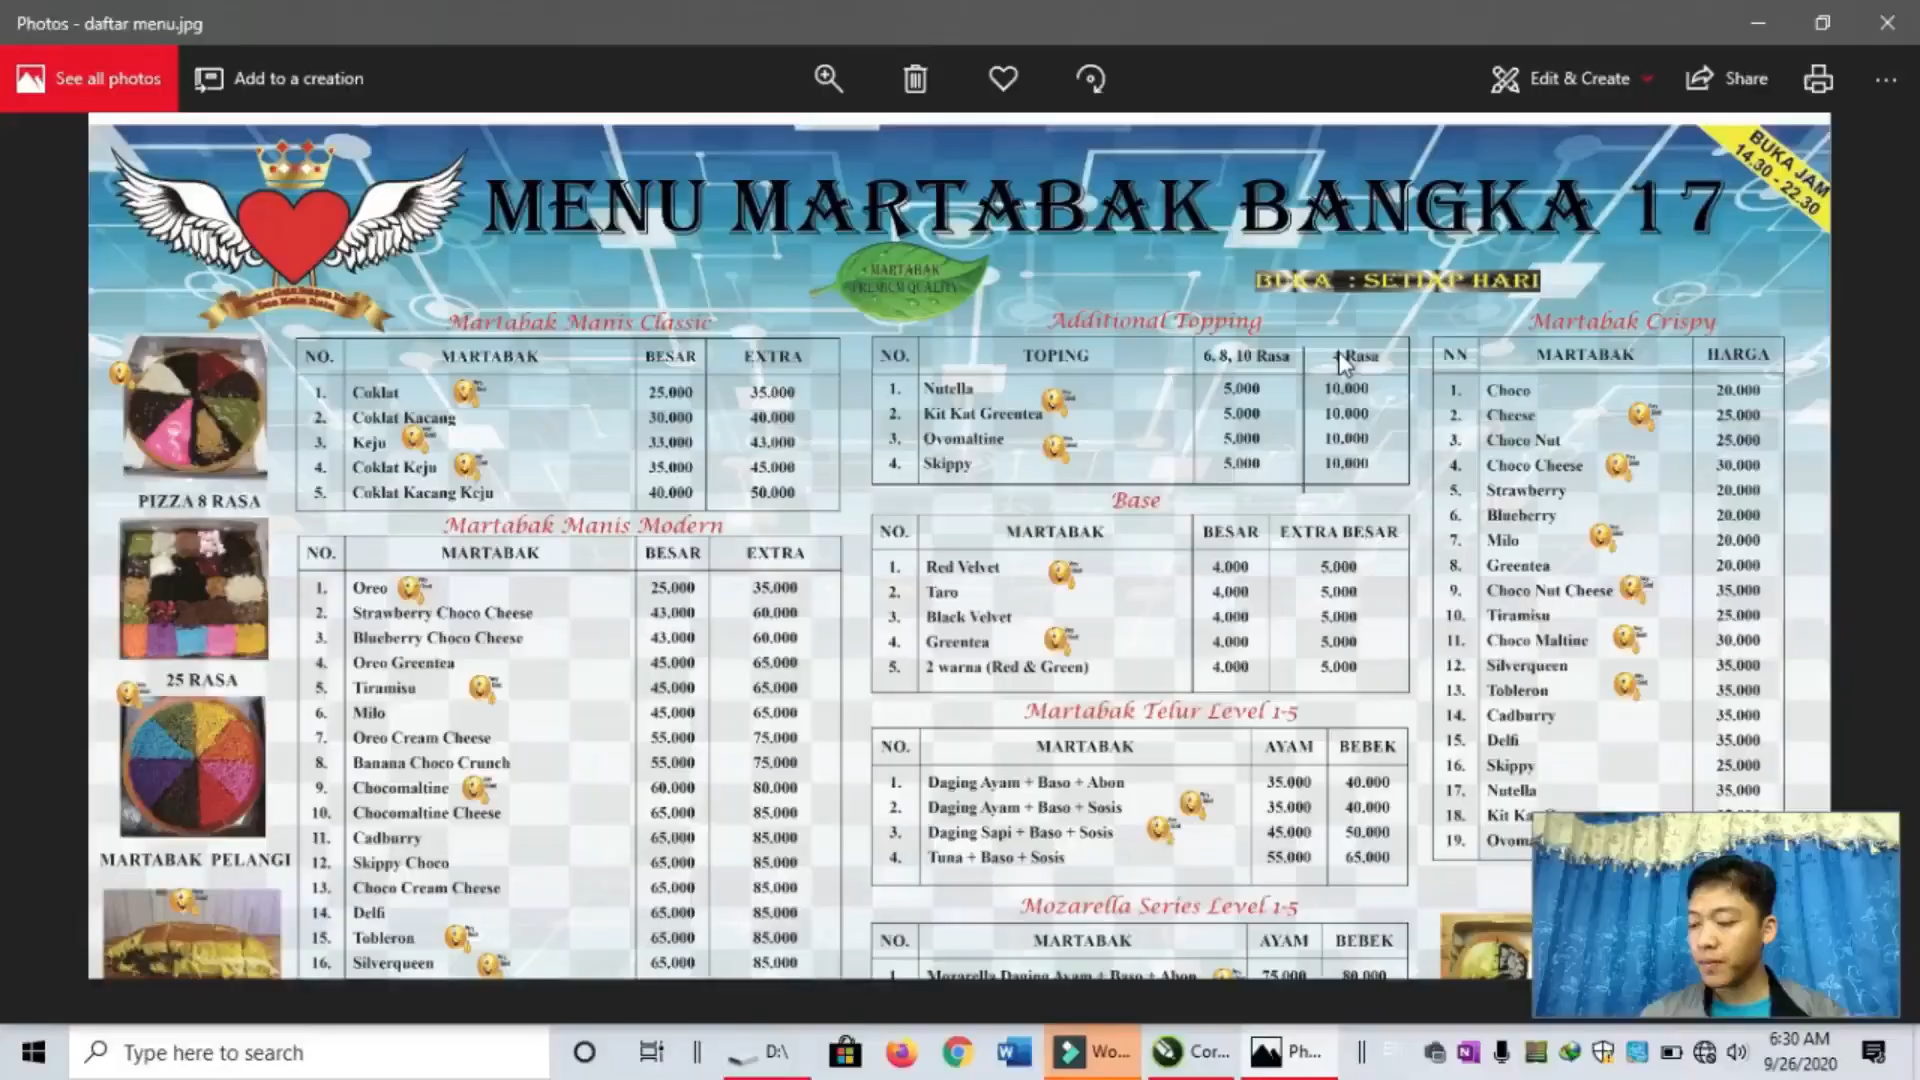 Photos - daftar menu.jpg
See all photos
Add to a creation
Edit & Create
Share
BUKA JAM
14.30 - 22.30
MENU MARTABAK BANGKA 17
MARTABAK
PREMIUM QUALITY
BUKA : SETIAP HARI
Martabak Manis Classic
NO. MARTABAK BESAR EXTRA
1. Coklat 25.000 35.000
2. Coklat Kacang 30.000 40.000
3. Keju 33.000 43.000
4. Coklat Keju 35.000 45.000
5. Coklat Kacang Keju 40.000 50.000
PIZZA 8 RASA
25 RASA
MARTABAK PELANGI
Martabak Manis Modern
NO. MARTABAK BESAR EXTRA
1. Oreo 25.000 35.000
2. Strawberry Choco Cheese 43.000 60.000
3. Blueberry Choco Cheese 43.000 60.000
4. Oreo Greentea 45.000 65.000
5. Tiramisu 45.000 65.000
6. Milo 45.000 65.000
7. Oreo Cream Cheese 55.000 75.000
8. Banana Choco Crunch 55.000 75.000
9. Chocomaltine 60.000 80.000
10. Chocomaltine Cheese 65.000 85.000
11. Cadburry 65.000 85.000
12. Skippy Choco 65.000 85.000
13. Choco Cream Cheese 65.000 85.000
14. Delfi 65.000 85.000
15. Tobleron 65.000 85.000
16. Silverqueen 65.000 85.000
Additional Topping
NO. TOPING 6, 8, 10 Rasa Rasa
1. Nutella 5.000 10.000
2. Kit Kat Greentea 5.000 10.000
3. Ovomaltine 5.000 10.000
4. Skippy 5.000 10.000
Base
NO. MARTABAK BESAR EXTRA BESAR
1. Red Velvet 4.000 5.000
2. Taro 4.000 5.000
3. Black Velvet 4.000 5.000
4. Greentea 4.000 5.000
5. 2 warna (Red & Green) 4.000 5.000
Martabak Telur Level 1-5
NO. MARTABAK AYAM BEBEK
1. Daging Ayam + Baso + Abon 35.000 40.000
2. Daging Ayam + Baso + Sosis 35.000 40.000
3. Daging Sapi + Baso + Sosis 45.000 50.000
4. Tuna + Baso + Sosis 55.000 65.000
Mozarella Series Level 1-5
NO. MARTABAK AYAM BEBEK
1. Mozarella Daging Ayam + Baso + Abon 75.000 80.000
Martabak Crispy
NN MARTABAK HARGA
1. Choco 20.000
2. Cheese 25.000
3. Choco Nut 25.000
4. Choco Cheese 30.000
5. Strawberry 20.000
6. Blueberry 20.000
7. Milo 20.000
8. Greentea 20.000
9. Choco Nut Cheese 35.000
10. Tiramisu 25.000
11. Choco Maltine 30.000
12. Silverqueen 35.000
13. Tobleron 35.000
14. Cadburry 35.000
15. Delfi 35.000
16. Skippy 25.000
17. Nutella 35.000
18. Kit Ka
19. Ovom
Type here to search
D:\
Wo...
Cor...
Ph...
6:30 AM
9/26/2020